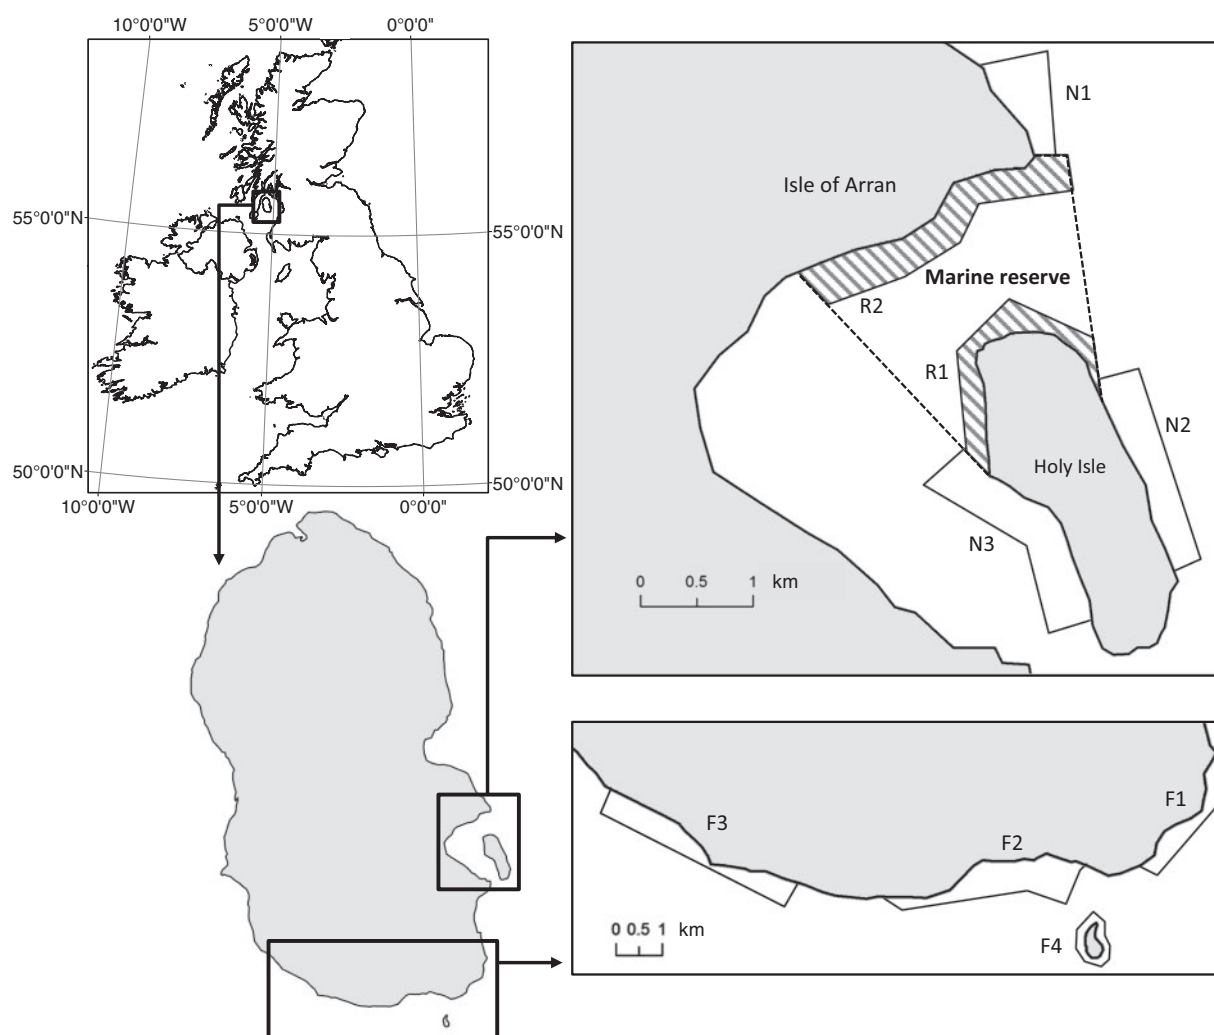 10°0'0"W 5°0'0"W 0°0'0"
55°0'0"N
55°0'0"N
50°0'0"N
50°0'0"N
10°0'0"W 5°0'0"W 0°0'0"
N1
Isle of Arran
Marine reserve
R2
R1
N2
Holy Isle
N3
0 0.5 1 km
F1
F3
F2
0 0.5 1 km
F4